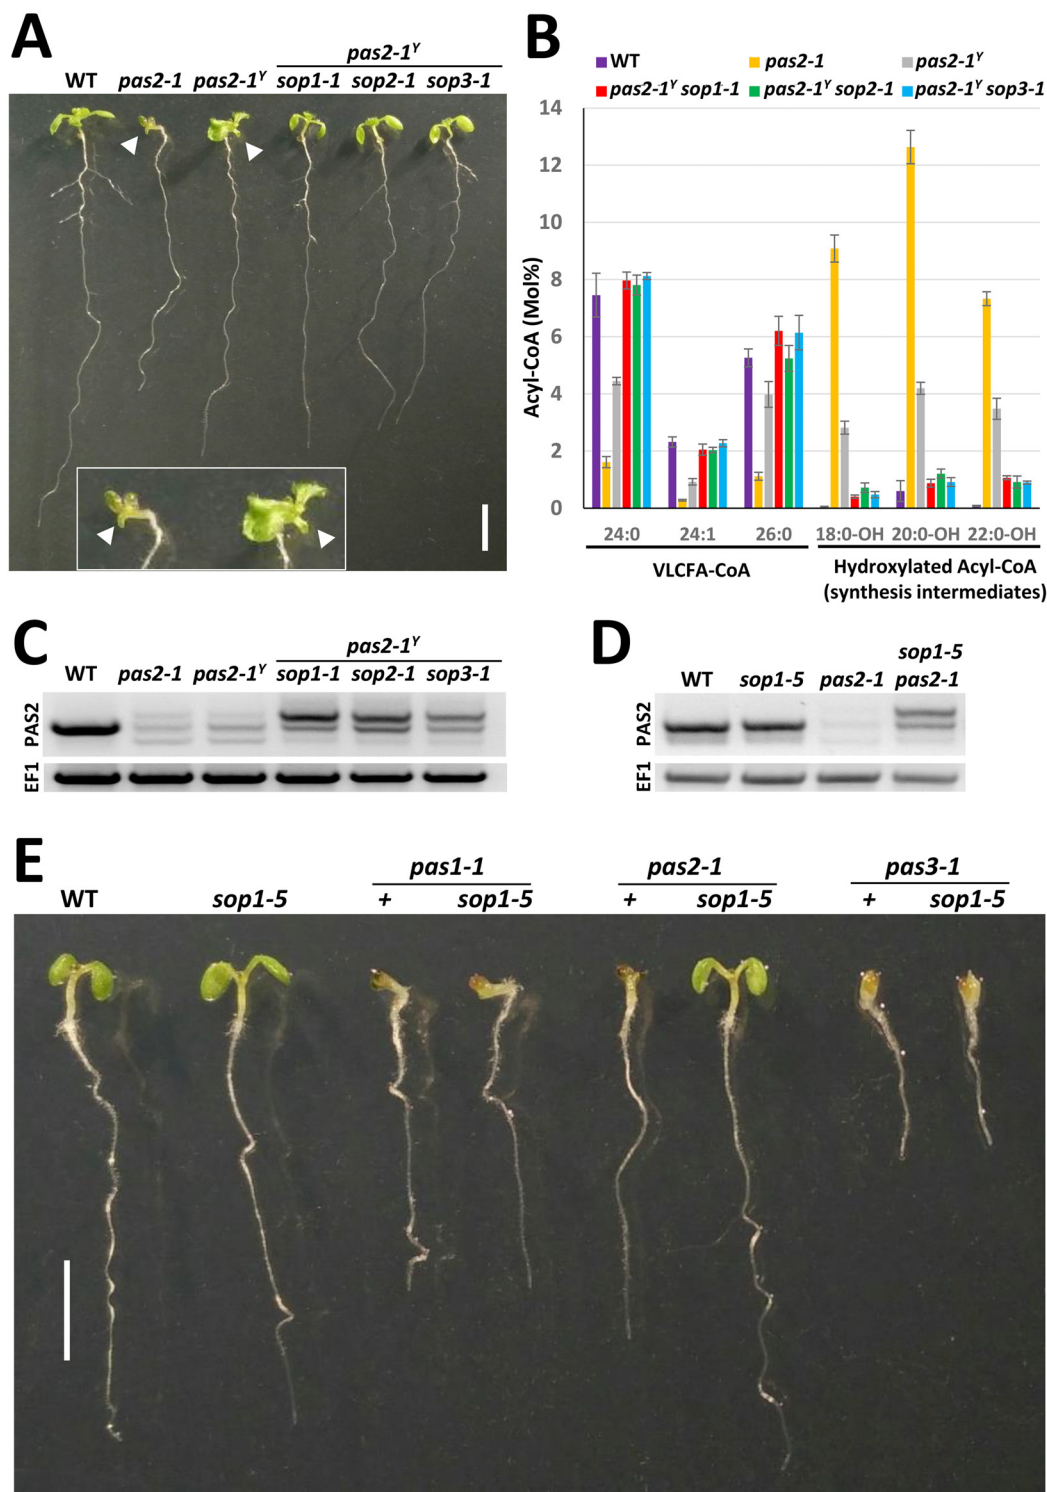 A
pas2-1ʸ
WT pas2-1 pas2-1ʸ sop1-1 sop2-1 sop3-1
B
WT pas2-1 pas2-1ʸ
pas2-1ʸ sop1-1 pas2-1ʸ sop2-1 pas2-1ʸ sop3-1
Acyl-CoA (Mol%)
14
12
10
8
6
4
2
0
24:0 24:1 26:0 18:0-OH 20:0-OH 22:0-OH
VLCFA-CoA
Hydroxylated Acyl-CoA
(synthesis intermediates)
C
pas2-1ʸ
WT pas2-1 pas2-1ʸ sop1-1 sop2-1 sop3-1
PAS2
EF1
D
sop1-5
WT sop1-5 pas2-1 pas2-1
PAS2
EF1
E
pas1-1 pas2-1 pas3-1
WT sop1-5 + sop1-5 + sop1-5 + sop1-5